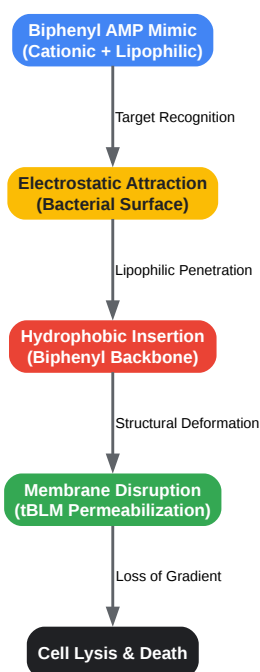 Biphenyl AMP Mimic
(Cationic + Lipophilic)
Target Recognition
Electrostatic Attraction
(Bacterial Surface)
Lipophilic Penetration
Hydrophobic Insertion
(Biphenyl Backbone)
Structural Deformation
Membrane Disruption
(tBLM Permeabilization)
Loss of Gradient
Cell Lysis & Death